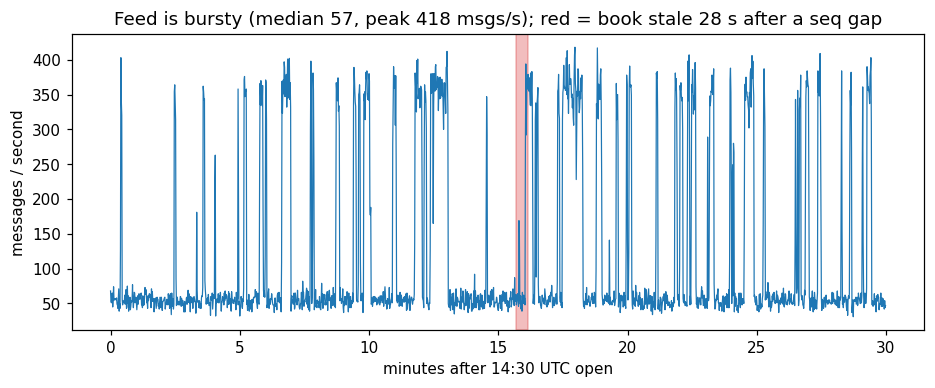 Feed is bursty (median 57, peak 418 msgs/s); red = book stale 28 s after a seq gap
messages / second
400
350
300
250
200
150
100
50
0 5 10 15 20 25 30
minutes after 14:30 UTC open